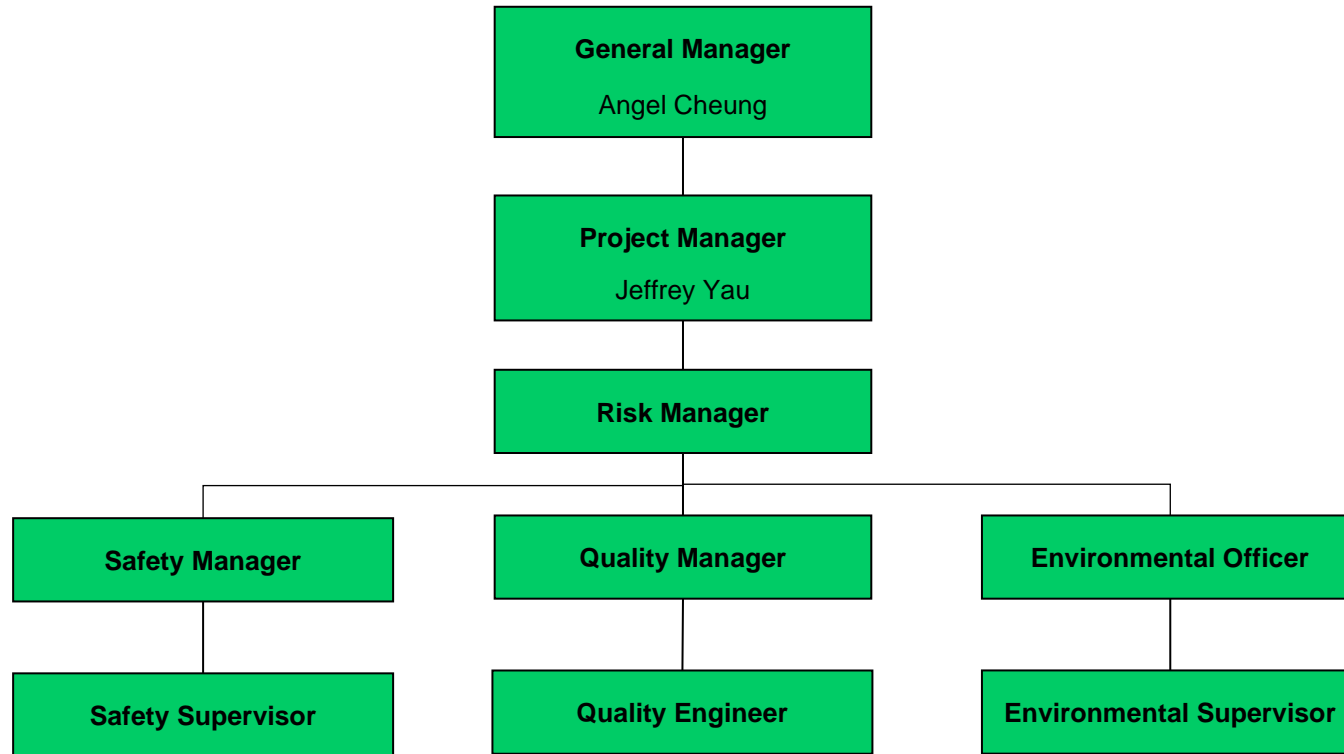 General Manager
Angel Cheung
Project Manager
Jeffrey Yau
Risk Manager
Safety Manager
Quality Manager
Environmental Officer
Safety Supervisor
Quality Engineer
Environmental Supervisor